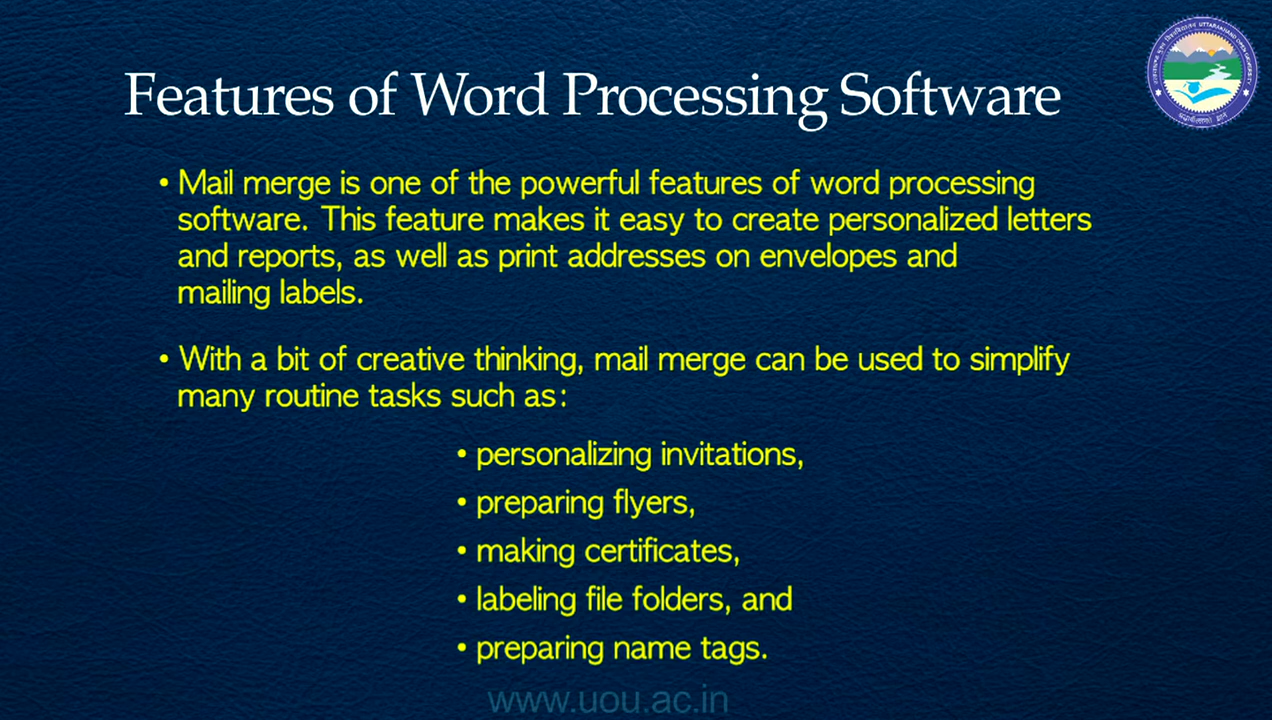 Features of Word Processing Software
• Mail merge is one of the powerful features of word processing
software. This feature makes it easy to create personalized letters
and reports, as well as print addresses on envelopes and
mailing labels.
• With a bit of creative thinking, mail merge can be used to simplify
many routine tasks such as:
• personalizing invitations,
• preparing flyers,
• making certificates,
• labeling file folders, and
• preparing name tags.
www.uou.ac.in
UTTARAKHAND OPEN UNIVERSITY